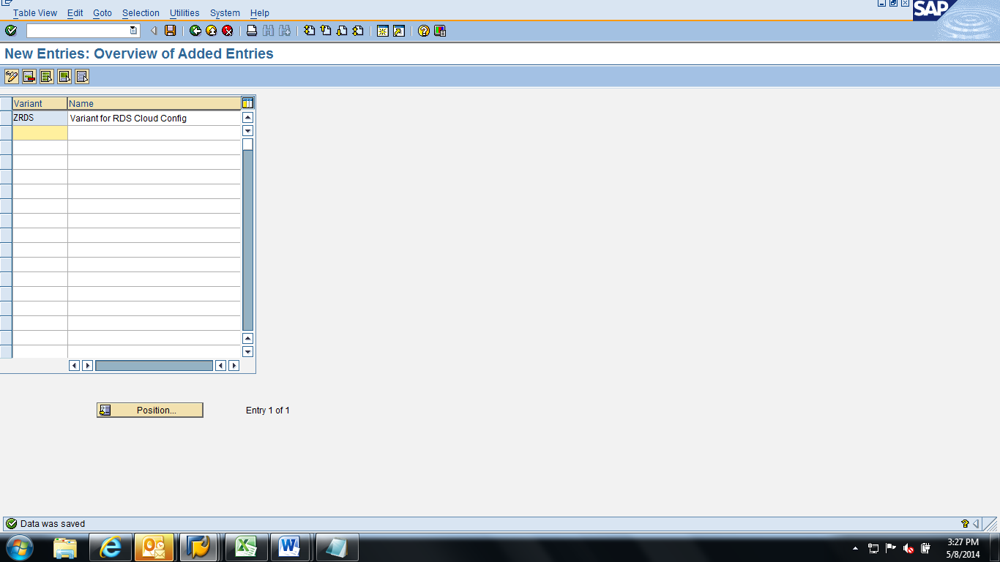 Table View Edit Goto Selection Utilities System Help
SAP
New Entries: Overview of Added Entries
Variant Name
ZRDS Variant for RDS Cloud Config
Position... Entry 1 of 1
Data was saved
3:27 PM
5/8/2014